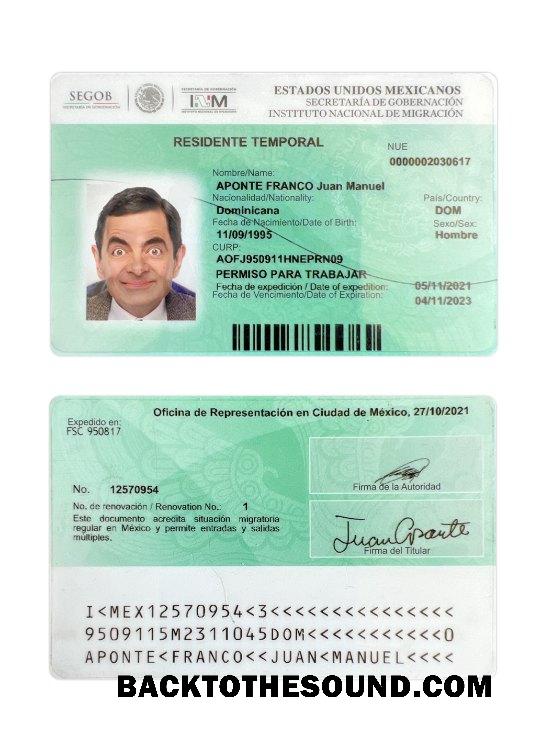 SEGOB
SECRETARÍA DE GOBERNACIÓN
SECRETARÍA DE GOBERNACIÓN
INM
INSTITUTO NACIONAL DE MIGRACIÓN
ESTADOS UNIDOS MEXICANOS
SECRETARÍA DE GOBERNACIÓN
INSTITUTO NACIONAL DE MIGRACIÓN
RESIDENTE TEMPORAL
NUE
0000002030617
Nombre/Name:
APONTE FRANCO Juan Manuel
Nacionalidad/Nationality: País/Country:
Dominicana DOM
Fecha de Nacimiento/Date of Birth: Sexo/Sex:
11/09/1995 Hombre
CURP:
AOFJ950911HNEPRN09
PERMISO PARA TRABAJAR
Fecha de expedición / Date of expedition: 05/11/2021
Fecha de Vencimiento/Date of Expiration: 04/11/2023
Oficina de Representación en Ciudad de México, 27/10/2021
Expedido en:
FSC 950817
No. 12570954
Firma de la Autoridad
No. de renovación / Renovation No.: 1
Este documento acredita situación migratoria
regular en México y permite entradas y salidas
múltiples.
Juan Aponte
Firma del Titular
I<MEX12570954<3<<<<<<<<<<<<<<<
9509115M2311045DOM<<<<<<<<<<<0
APONTE<FRANCO<<JUAN<MANUEL<<<<
BACKTOTHESOUND.COM